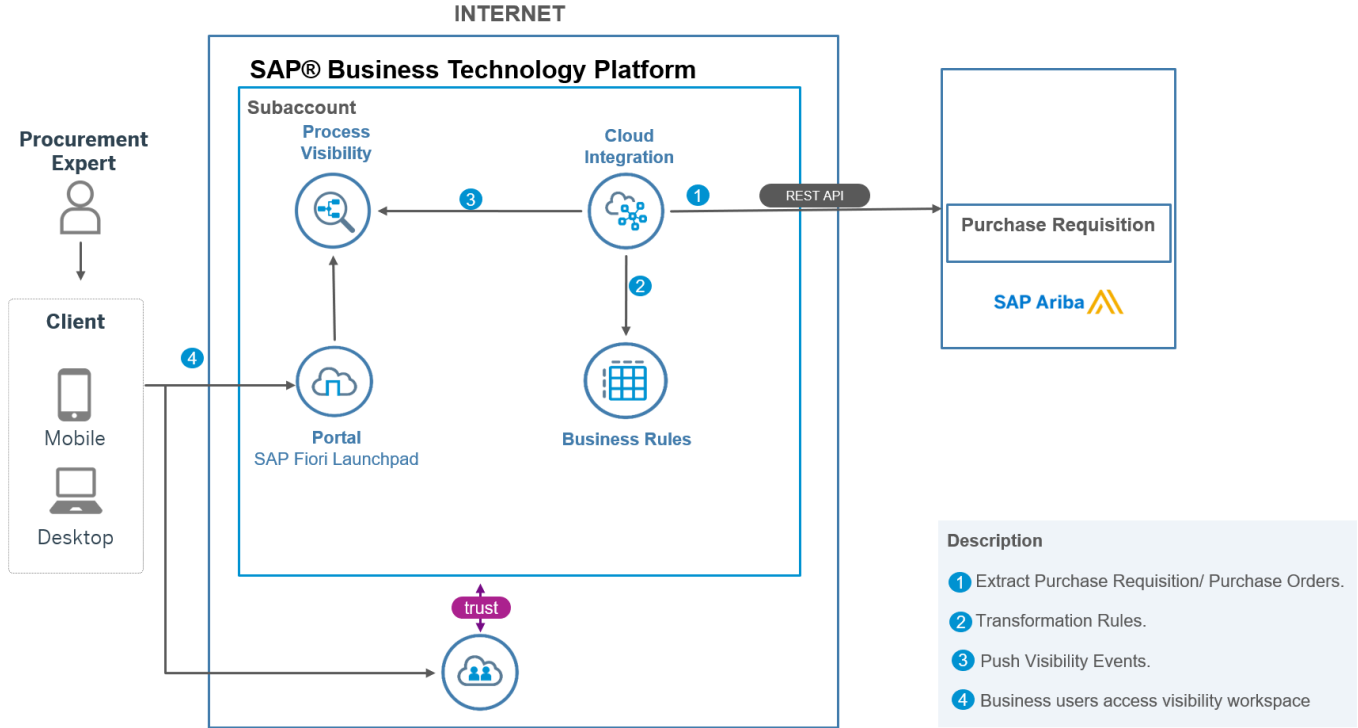 INTERNET
SAP® Business Technology Platform
Subaccount
Process
Visibility
Cloud
Integration
Procurement
Expert
3
1
REST API
Purchase Requisition
2
SAP Ariba
Client
4
Mobile
Portal
SAP Fiori Launchpad
Business Rules
Desktop
trust
Description
1 Extract Purchase Requisition/ Purchase Orders.
2 Transformation Rules.
3 Push Visibility Events.
4 Business users access visibility workspace